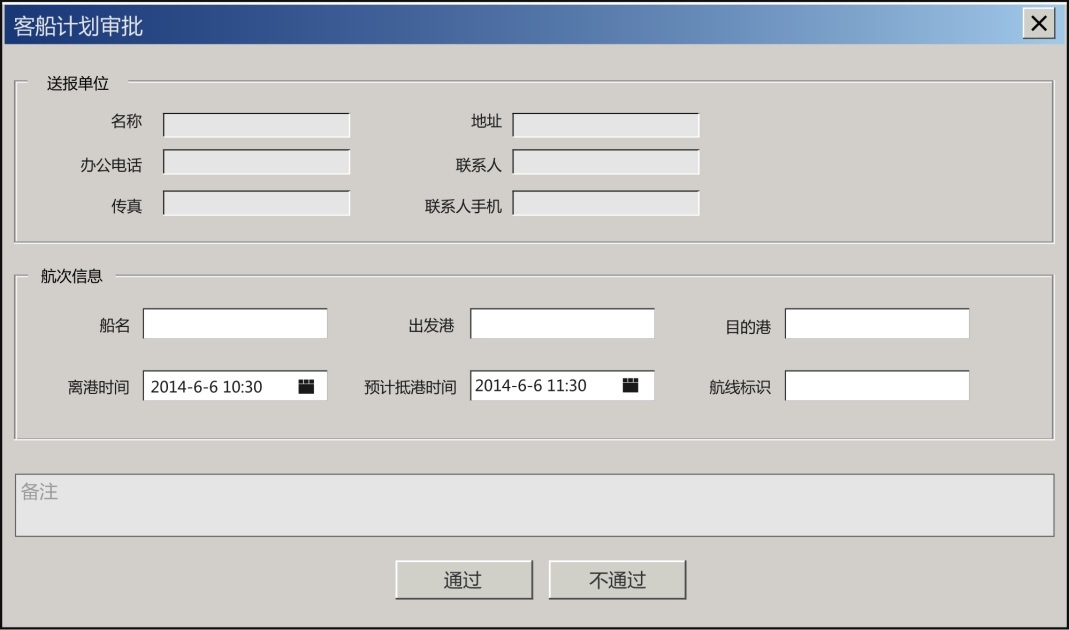 客船计划审批
送报单位
名称 地址
办公电话 联系人
传真 联系人手机
航次信息
船名 出发港 目的港
离港时间 2014-6-6 10:30 预计抵港时间 2014-6-6 11:30 航线标识
备注
通过 不通过